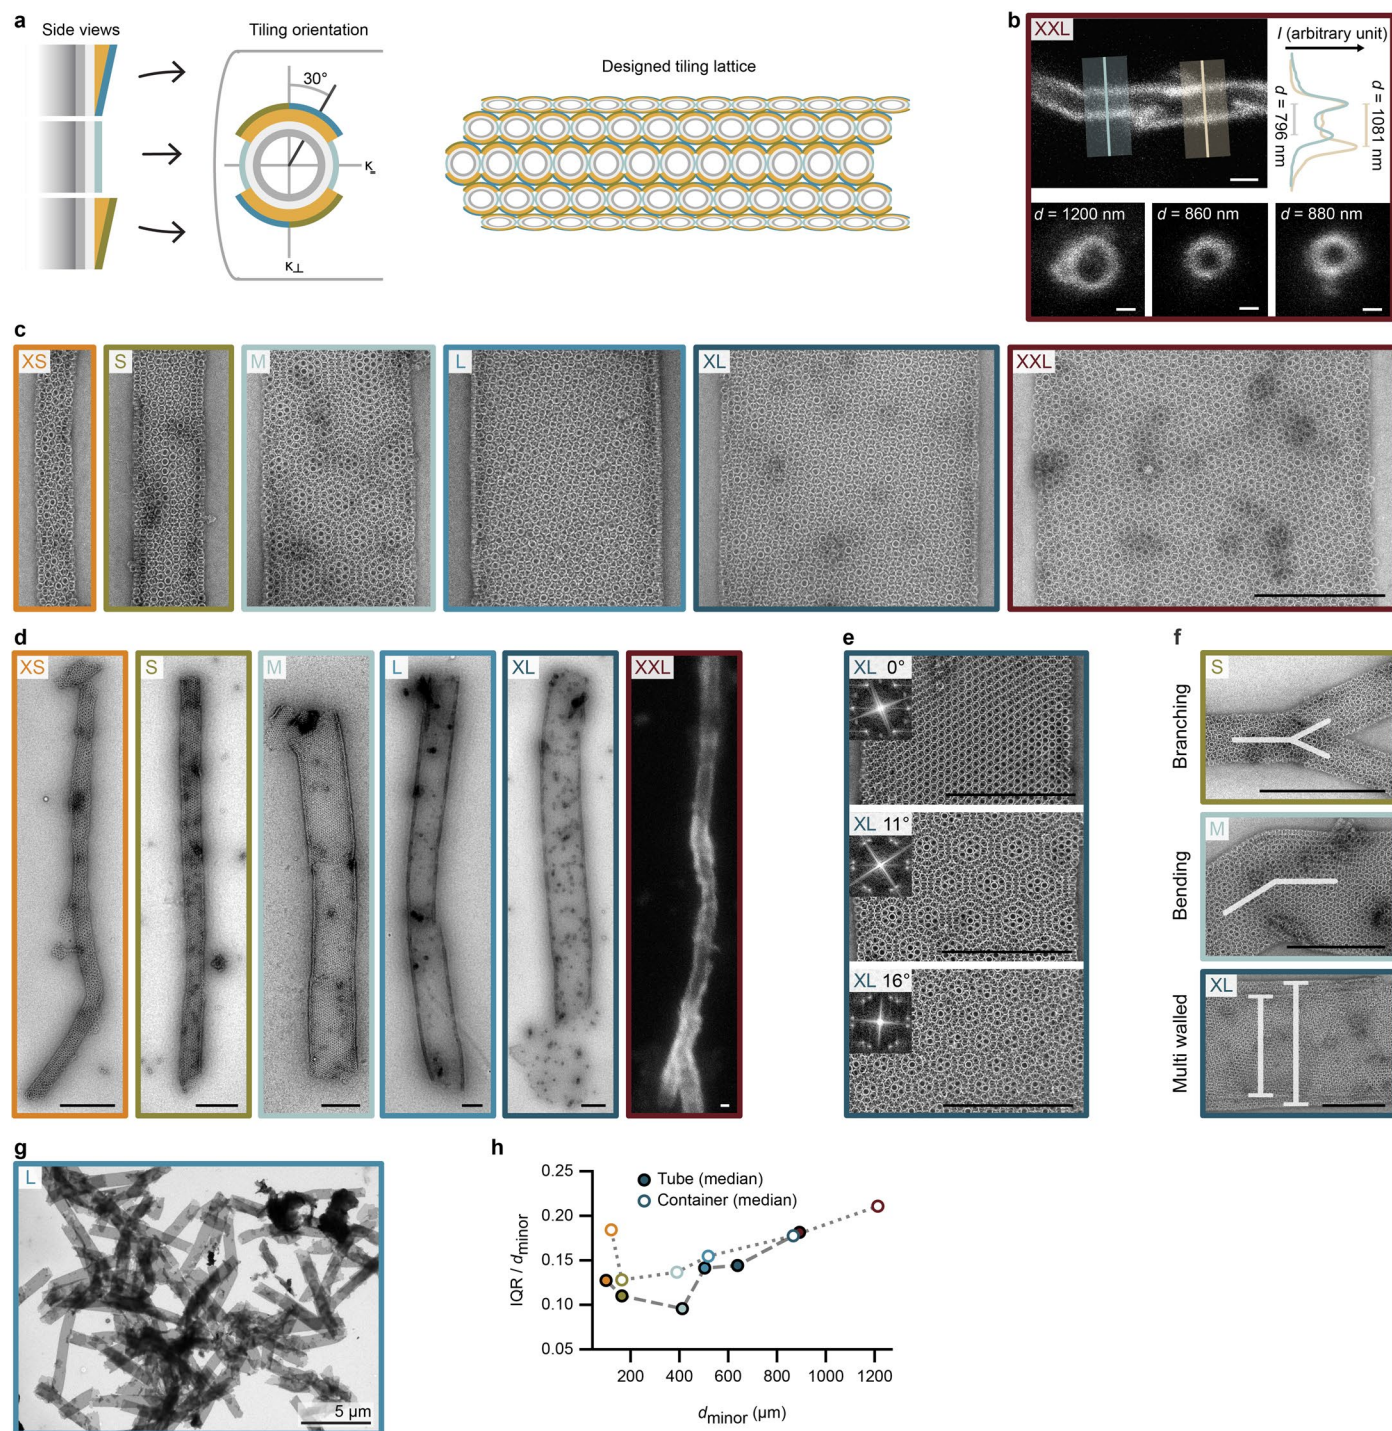 a
Side views
Tiling orientation
30°
κ=
κ⊥
Designed tiling lattice
b
XXL
I (arbitrary unit)
d = 796 nm
d = 1081 nm
d = 1200 nm
d = 860 nm
d = 880 nm
c
XS
S
M
L
XL
XXL
d
XS
S
M
L
XL
XXL
e
XL 0°
XL 11°
XL 16°
f
Branching
S
Bending
M
Multi walled
XL
g
L
5 µm
h
Tube (median)
Container (median)
IQR / dminor
0.25
0.20
0.15
0.10
0.05
200
400
600
800
1000
1200
dminor (µm)